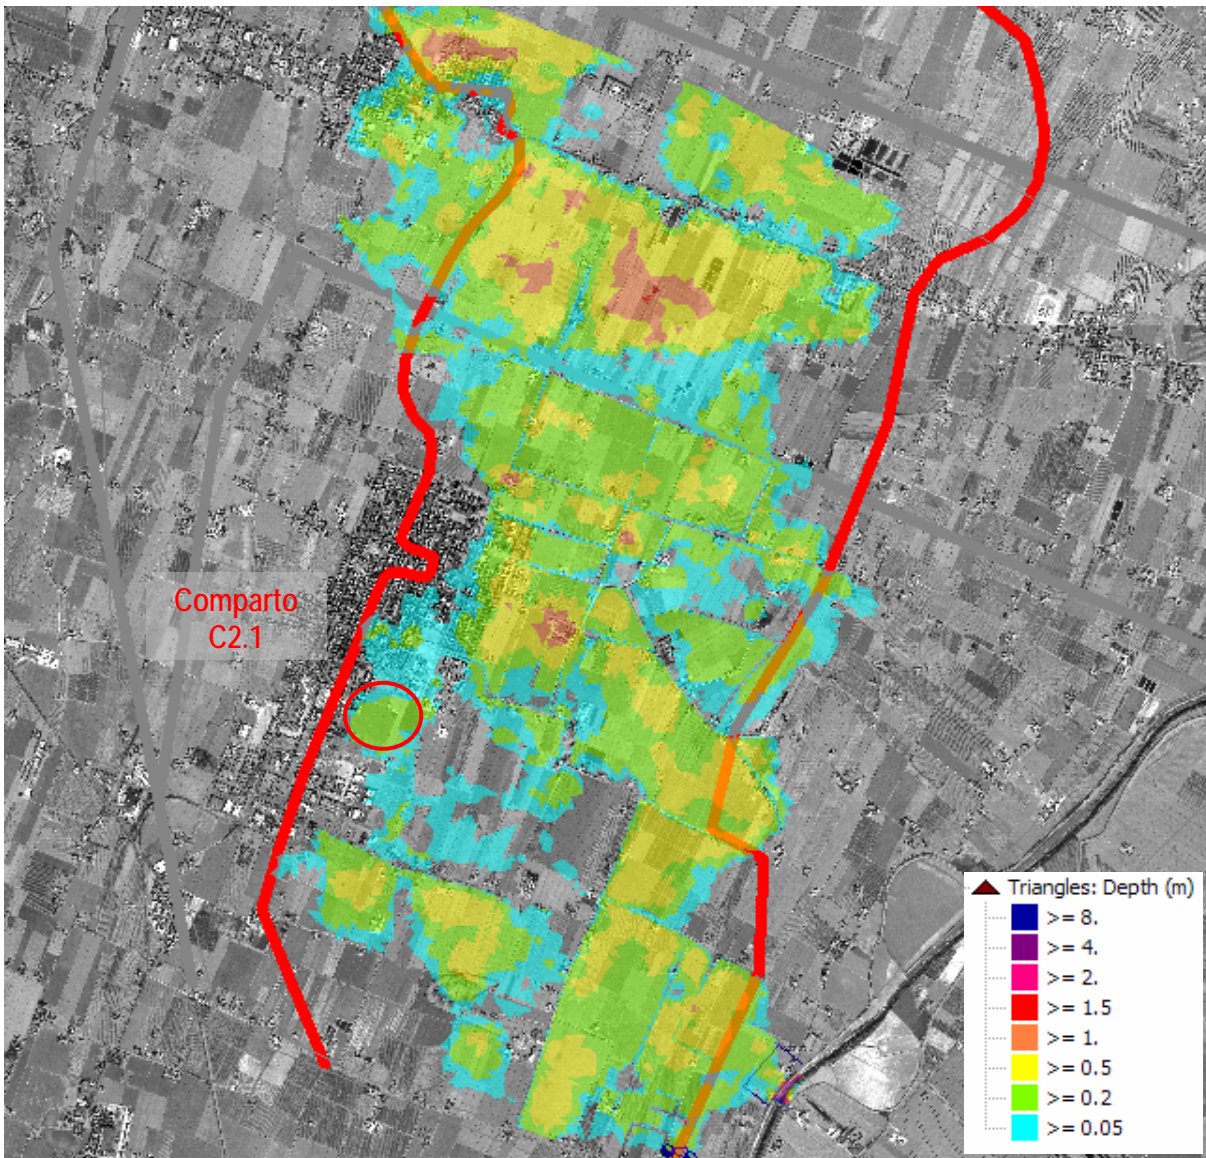 Comparto
C2.1
Triangles: Depth (m)
>= 8.
>= 4.
>= 2.
>= 1.5
>= 1.
>= 0.5
>= 0.2
>= 0.05